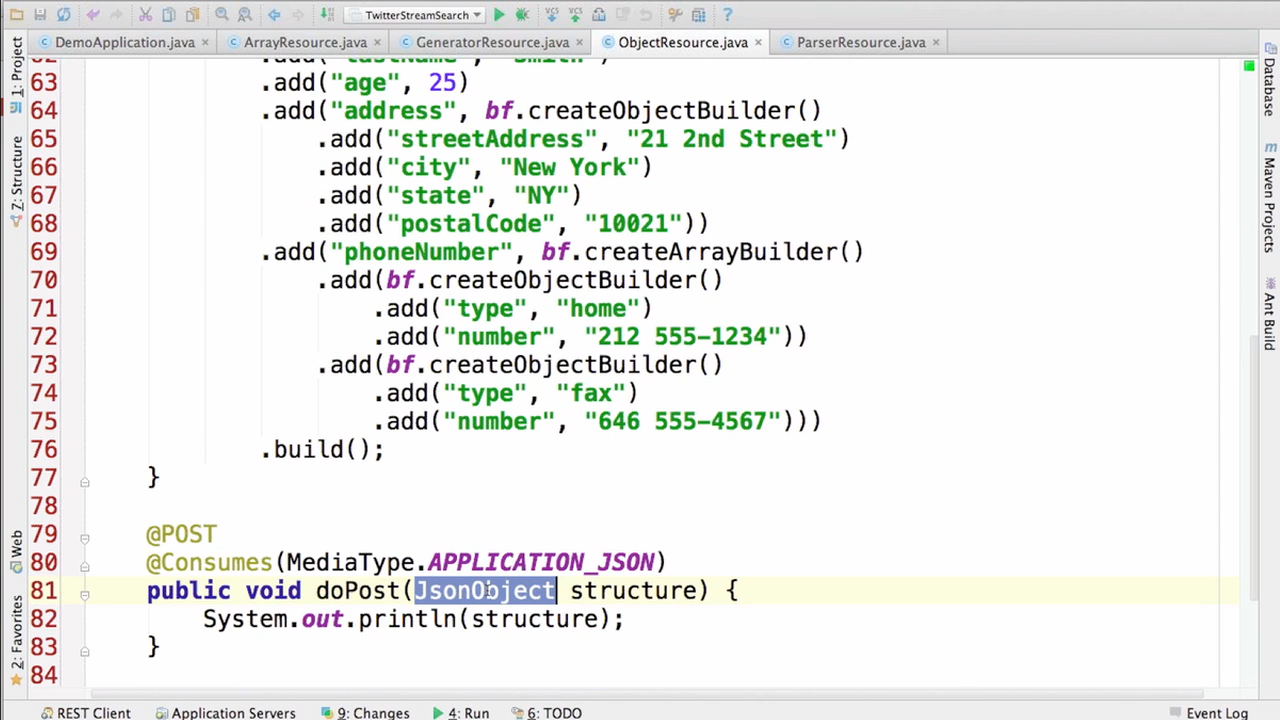 TwitterStreamSearch
DemoApplication.java
ArrayResource.java
GeneratorResource.java
ObjectResource.java
ParserResource.java
1: Project
7: Structure
Web
2: Favorites
62 .add("lastName", "Smith")
63 .add("age", 25)
64 .add("address", bf.createObjectBuilder()
65 .add("streetAddress", "21 2nd Street")
66 .add("city", "New York")
67 .add("state", "NY")
68 .add("postalCode", "10021"))
69 .add("phoneNumber", bf.createArrayBuilder()
70 .add(bf.createObjectBuilder()
71 .add("type", "home")
72 .add("number", "212 555-1234"))
73 .add(bf.createObjectBuilder()
74 .add("type", "fax")
75 .add("number", "646 555-4567")))
76 .build();
77 }
78
79 @POST
80 @Consumes(MediaType.APPLICATION_JSON)
81 public void doPost(JsonObject structure) {
82 System.out.println(structure);
83 }
84
Database
Maven Projects
Ant Build
REST Client
Application Servers
9: Changes
4: Run
6: TODO
Event Log